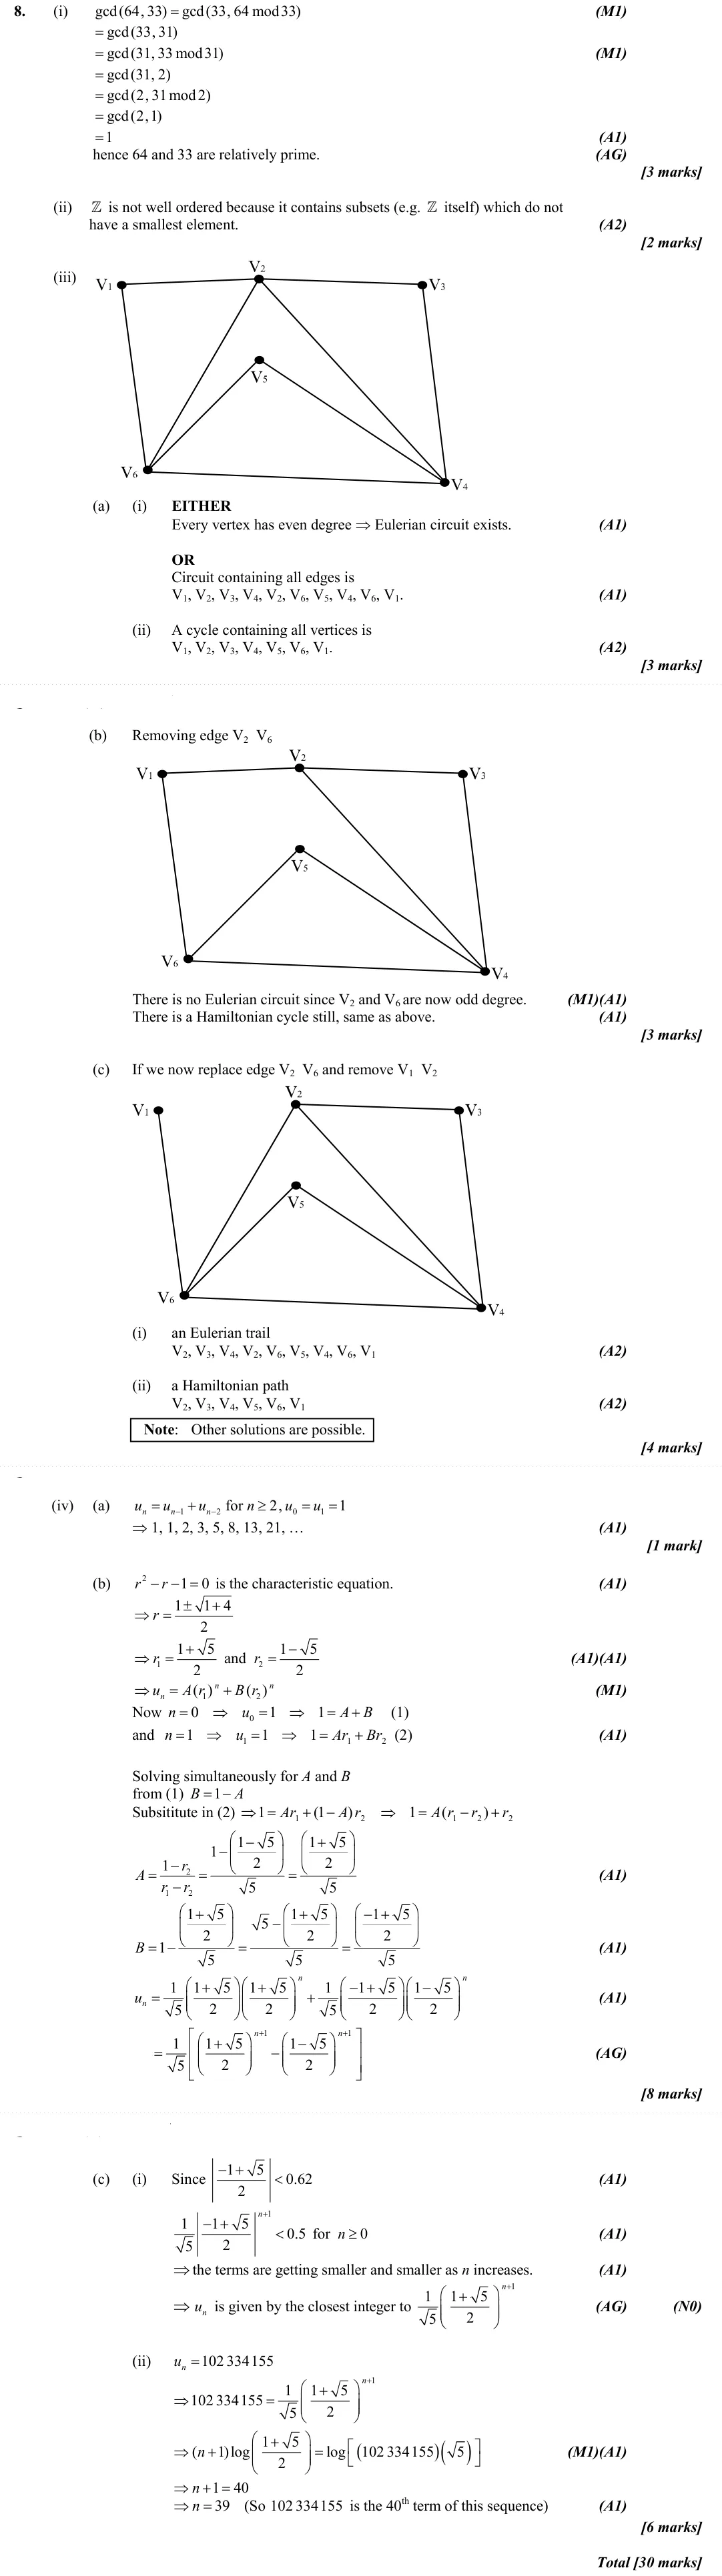 8. (i) gcd(64, 33) = gcd(33, 64 mod 33) (M1)
= gcd(33, 31)
= gcd(31, 33 mod 31) (M1)
= gcd(31, 2)
= gcd(2, 31 mod 2)
= gcd(2, 1)
= 1 (A1)
hence 64 and 33 are relatively prime. (AG)
[3 marks]
(ii) ℤ is not well ordered because it contains subsets (e.g. ℤ itself) which do not
have a smallest element. (A2)
[2 marks]
(iii)
V₁ V₂ V₃
V₅
V₆ V₄
(a) (i) EITHER
Every vertex has even degree ⇒ Eulerian circuit exists. (A1)
OR
Circuit containing all edges is
V₁, V₂, V₃, V₄, V₂, V₆, V₅, V₄, V₆, V₁. (A1)
(ii) A cycle containing all vertices is
V₁, V₂, V₃, V₄, V₅, V₆, V₁. (A2)
[3 marks]
(b) Removing edge V₂ V₆
V₁ V₂ V₃
V₅
V₆ V₄
There is no Eulerian circuit since V₂ and V₆ are now odd degree. (M1)(A1)
There is a Hamiltonian cycle still, same as above. (A1)
[3 marks]
(c) If we now replace edge V₂ V₆ and remove V₁ V₂
V₁ V₂ V₃
V₅
V₆ V₄
(i) an Eulerian trail
V₂, V₃, V₄, V₂, V₆, V₅, V₄, V₆, V₁ (A2)
(ii) a Hamiltonian path
V₂, V₃, V₄, V₅, V₆, V₁ (A2)
Note: Other solutions are possible.
[4 marks]
(iv) (a) uₙ = uₙ₋₁ + uₙ₋₂ for n ≥ 2, u₀ = u₁ = 1
⇒ 1, 1, 2, 3, 5, 8, 13, 21, … (A1)
[1 mark]
(b) r² − r − 1 = 0 is the characteristic equation. (A1)
⇒ r = (1 ± √(1+4))/2
⇒ r₁ = (1+√5)/2 and r₂ = (1−√5)/2 (A1)(A1)
⇒ uₙ = A(r₁)ⁿ + B(r₂)ⁿ (M1)
Now n = 0 ⇒ u₀ = 1 ⇒ 1 = A + B (1)
and n = 1 ⇒ u₁ = 1 ⇒ 1 = Ar₁ + Br₂ (2) (A1)
Solving simultaneously for A and B
from (1) B = 1 − A
Subsititute in (2) ⇒ 1 = Ar₁ + (1 − A)r₂ ⇒ 1 = A(r₁ − r₂) + r₂
A = (1−r₂)/(r₁−r₂) = (1−((1−√5)/2))/√5 = ((1+√5)/2)/√5 (A1)
B = 1 − ((1+√5)/2)/√5 = (√5−((1+√5)/2))/√5 = ((−1+√5)/2)/√5 (A1)
uₙ = 1/√5 ((1+√5)/2)((1+√5)/2)ⁿ + 1/√5 ((−1+√5)/2)((1−√5)/2)ⁿ (A1)
= 1/√5 [((1+√5)/2)ⁿ⁺¹ − ((1−√5)/2)ⁿ⁺¹] (AG)
[8 marks]
(c) (i) Since |(−1+√5)/2| < 0.62 (A1)
1/√5 |(−1+√5)/2|ⁿ⁺¹ < 0.5 for n ≥ 0 (A1)
⇒ the terms are getting smaller and smaller as n increases. (A1)
⇒ uₙ is given by the closest integer to 1/√5 ((1+√5)/2)ⁿ⁺¹ (AG) (N0)
(ii) uₙ = 102 334 155
⇒ 102 334 155 = 1/√5 ((1+√5)/2)ⁿ⁺¹
⇒ (n+1) log((1+√5)/2) = log[(102 334 155)(√5)] (M1)(A1)
⇒ n + 1 = 40
⇒ n = 39 (So 102 334 155 is the 40ᵗʰ term of this sequence) (A1)
[6 marks]
Total [30 marks]